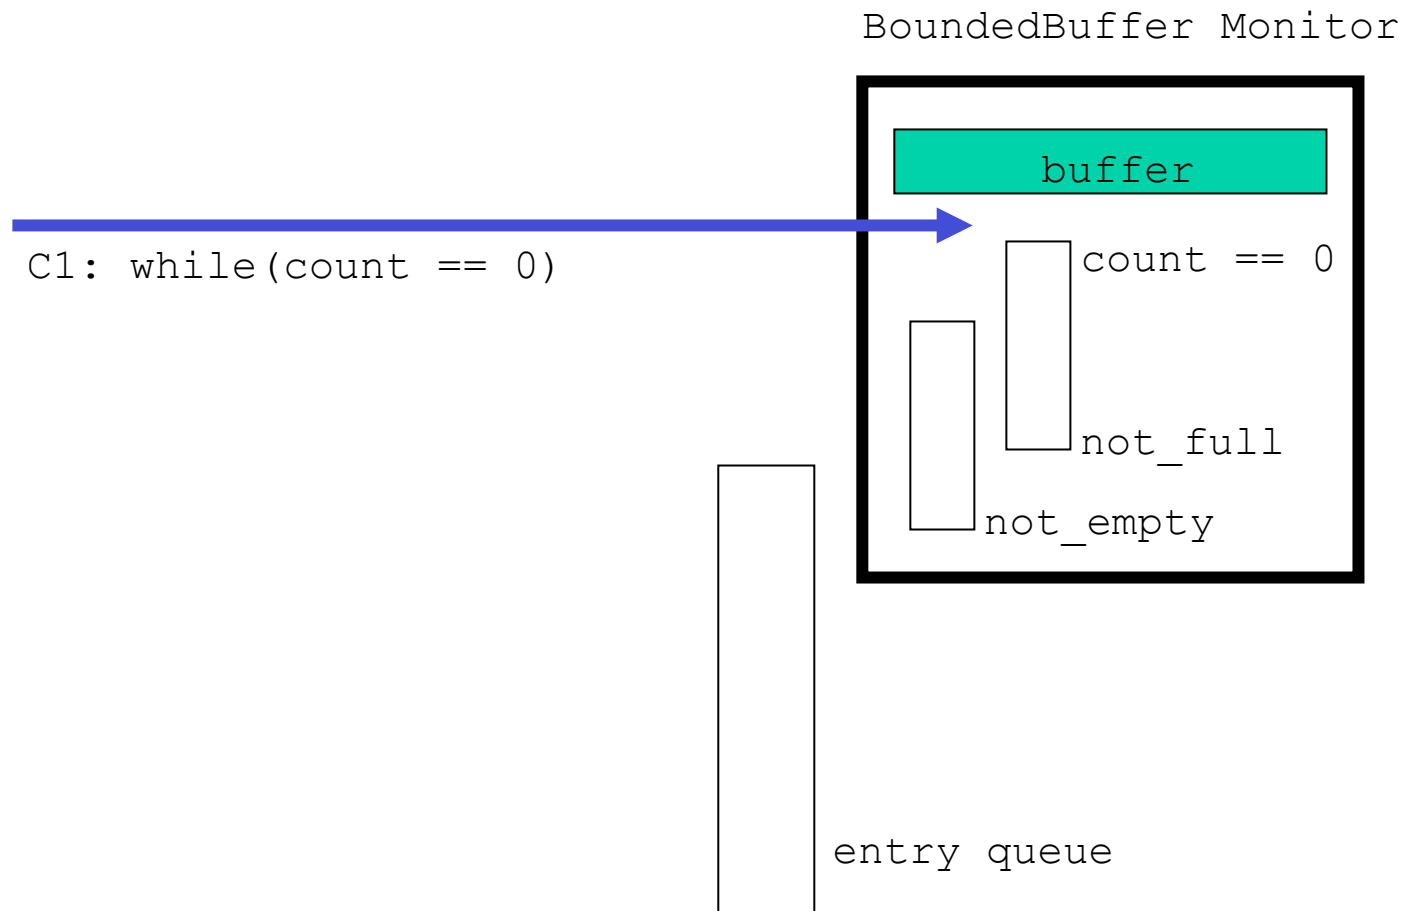 BoundedBuffer Monitor
buffer
C1: while(count == 0)
count == 0
not_full
not_empty
entry queue